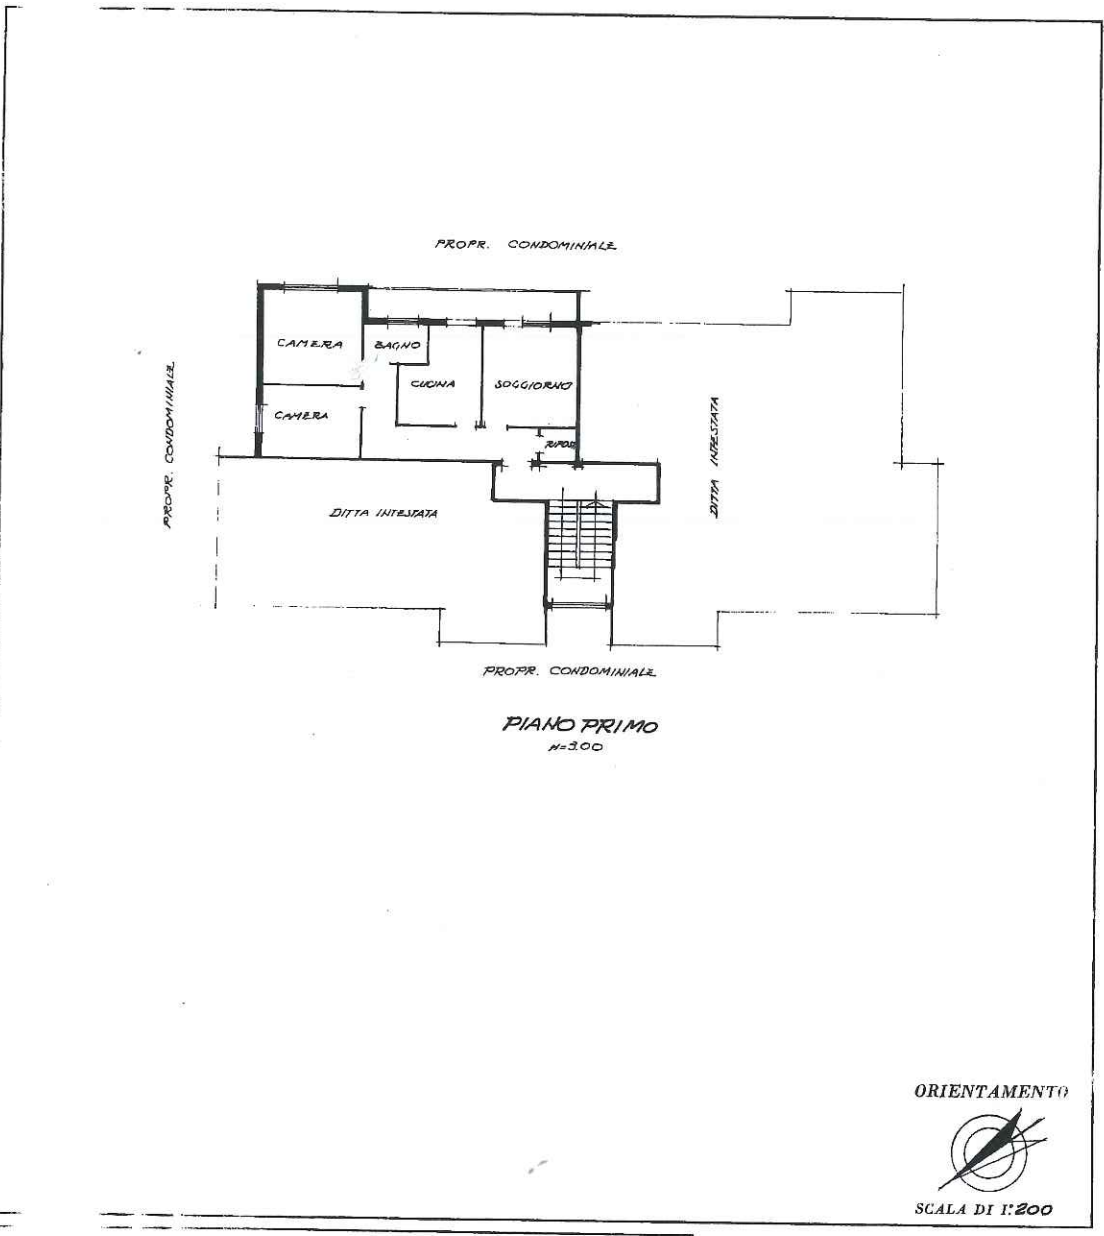 PROPR. CONDOMINIALE
CAMERA
BAGNO
CUCINA
SOGGIORNO
CAMERA
RIPOS.
PROPR. CONDOMINIALE
DITTA INTESTATA
DITTA INTESTATA
PROPR. CONDOMINIALE
PIANO PRIMO
H=3.00
ORIENTAMENTO
SCALA DI 1:200